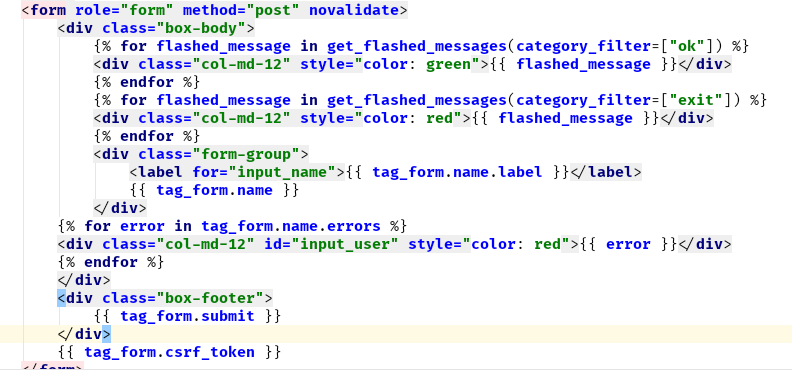 <form role="form" method="post" novalidate>
<div class="box-body">
{% for flashed_message in get_flashed_messages(category_filter=["ok"]) %}
<div class="col-md-12" style="color: green">{{ flashed_message }}</div>
{% endfor %}
{% for flashed_message in get_flashed_messages(category_filter=["exit"]) %}
<div class="col-md-12" style="color: red">{{ flashed_message }}</div>
{% endfor %}
<div class="form-group">
<label for="input_name">{{ tag_form.name.label }}</label>
{{ tag_form.name }}
</div>
{% for error in tag_form.name.errors %}
<div class="col-md-12" id="input_user" style="color: red">{{ error }}</div>
{% endfor %}
</div>
<div class="box-footer">
{{ tag_form.submit }}
</div>
{{ tag_form.csrf_token }}
</form>